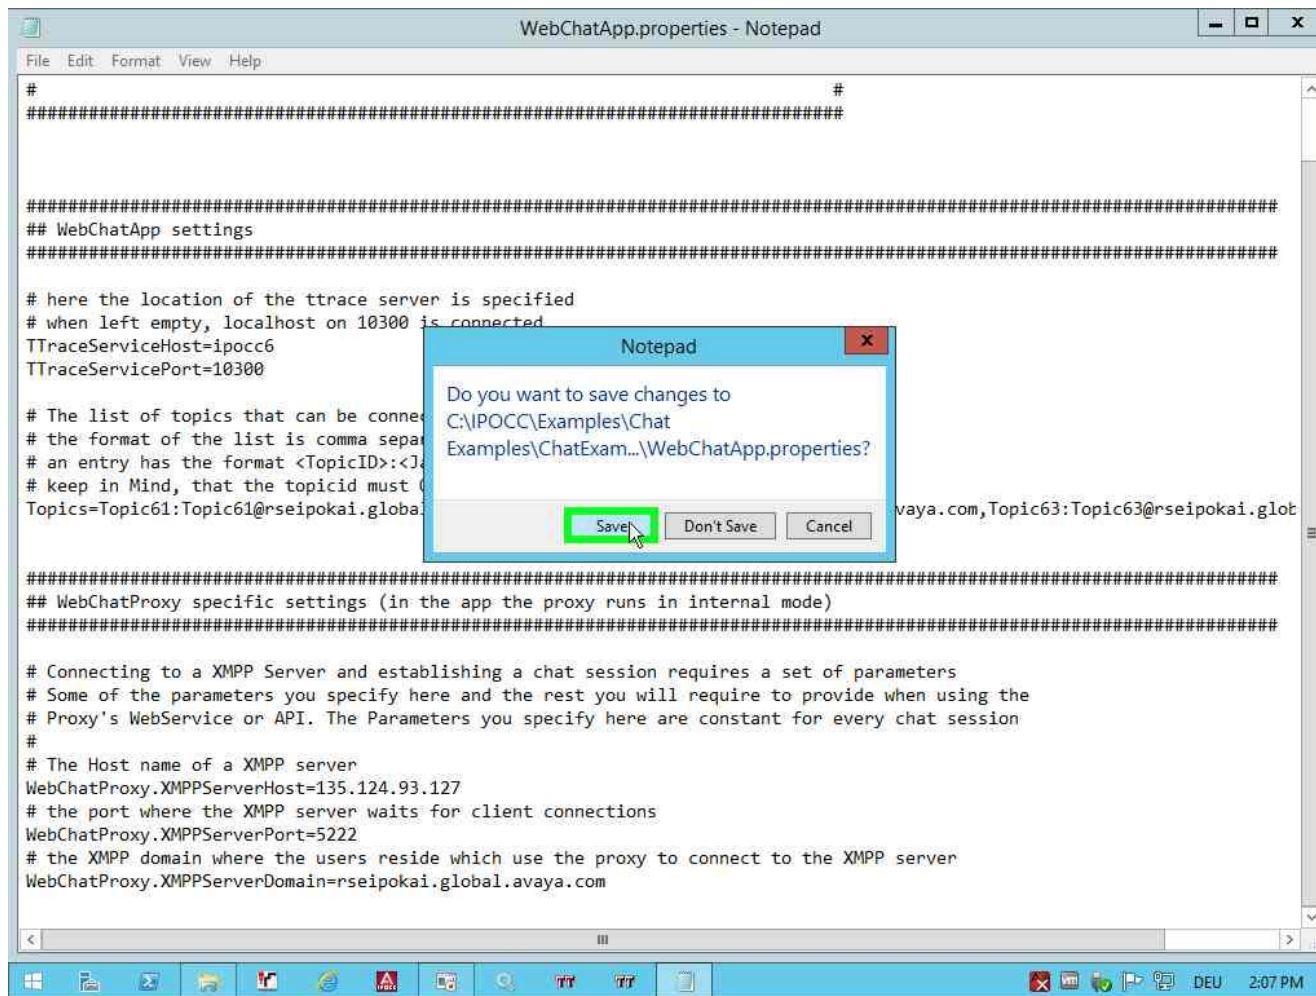 WebChatApp.properties - Notepad
File Edit Format View Help
# #
###############################################################################
#########################################################################################################################
## WebChatApp settings
#########################################################################################################################
# here the location of the ttrace server is specified
# when left empty, localhost on 10300 is connected
TTraceServiceHost=ipocc6
TTraceServicePort=10300
# The list of topics that can be conne
# the format of the list is comma sepa
# an entry has the format <TopicID>:<J
# keep in Mind, that the topicid must
Topics=Topic61:Topic61@rseipokai.globa vaya.com,Topic63:Topic63@rseipokai.glob
Notepad
Do you want to save changes to
C:\IPOCC\Examples\Chat
Examples\ChatExam...\WebChatApp.properties?
Save Don't Save Cancel
#########################################################################################################################
## WebChatProxy specific settings (in the app the proxy runs in internal mode)
#########################################################################################################################
# Connecting to a XMPP Server and establishing a chat session requires a set of parameters
# Some of the parameters you specify here and the rest you will require to provide when using the
# Proxy's WebService or API. The Parameters you specify here are constant for every chat session
#
# The Host name of a XMPP server
WebChatProxy.XMPPServerHost=135.124.93.127
# the port where the XMPP server waits for client connections
WebChatProxy.XMPPServerPort=5222
# the XMPP domain where the users reside which use the proxy to connect to the XMPP server
WebChatProxy.XMPPServerDomain=rseipokai.global.avaya.com
DEU 2:07 PM